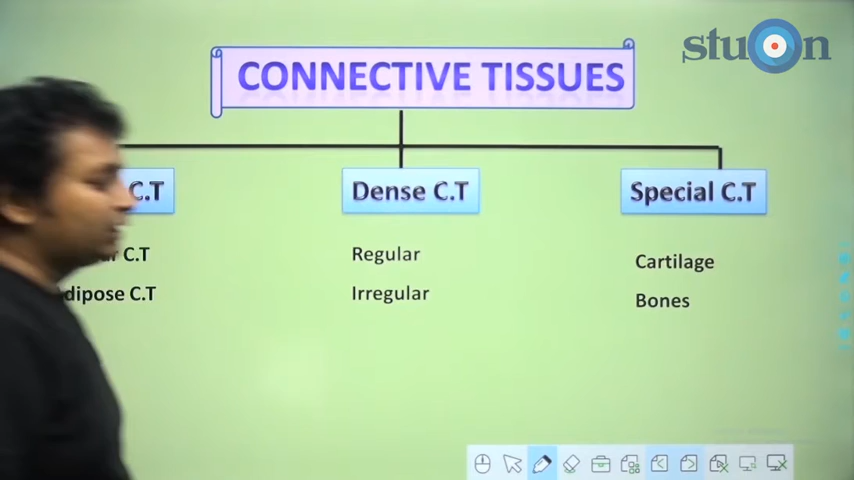 stuOn
CONNECTIVE TISSUES
C.T
Dense C.T
Special C.T
C.T
Regular
Cartilage
dipose C.T
Irregular
Bones